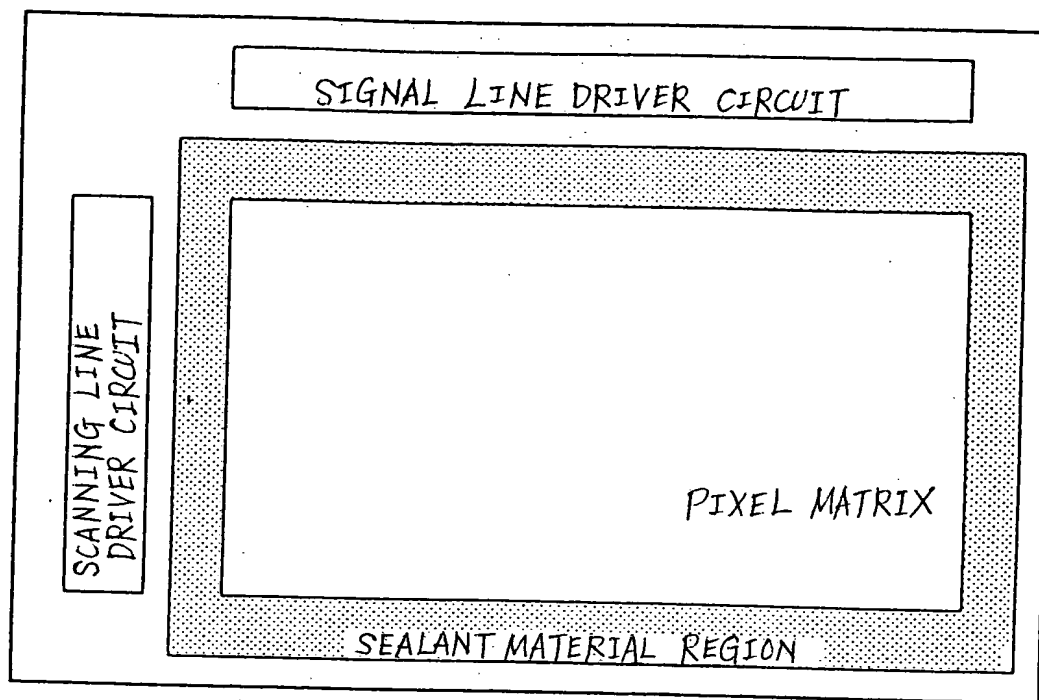 SIGNAL LINE DRIVER CIRCUIT
SCANNING LINE
DRIVER CIRCUIT
PIXEL MATRIX
SEALANT MATERIAL REGION